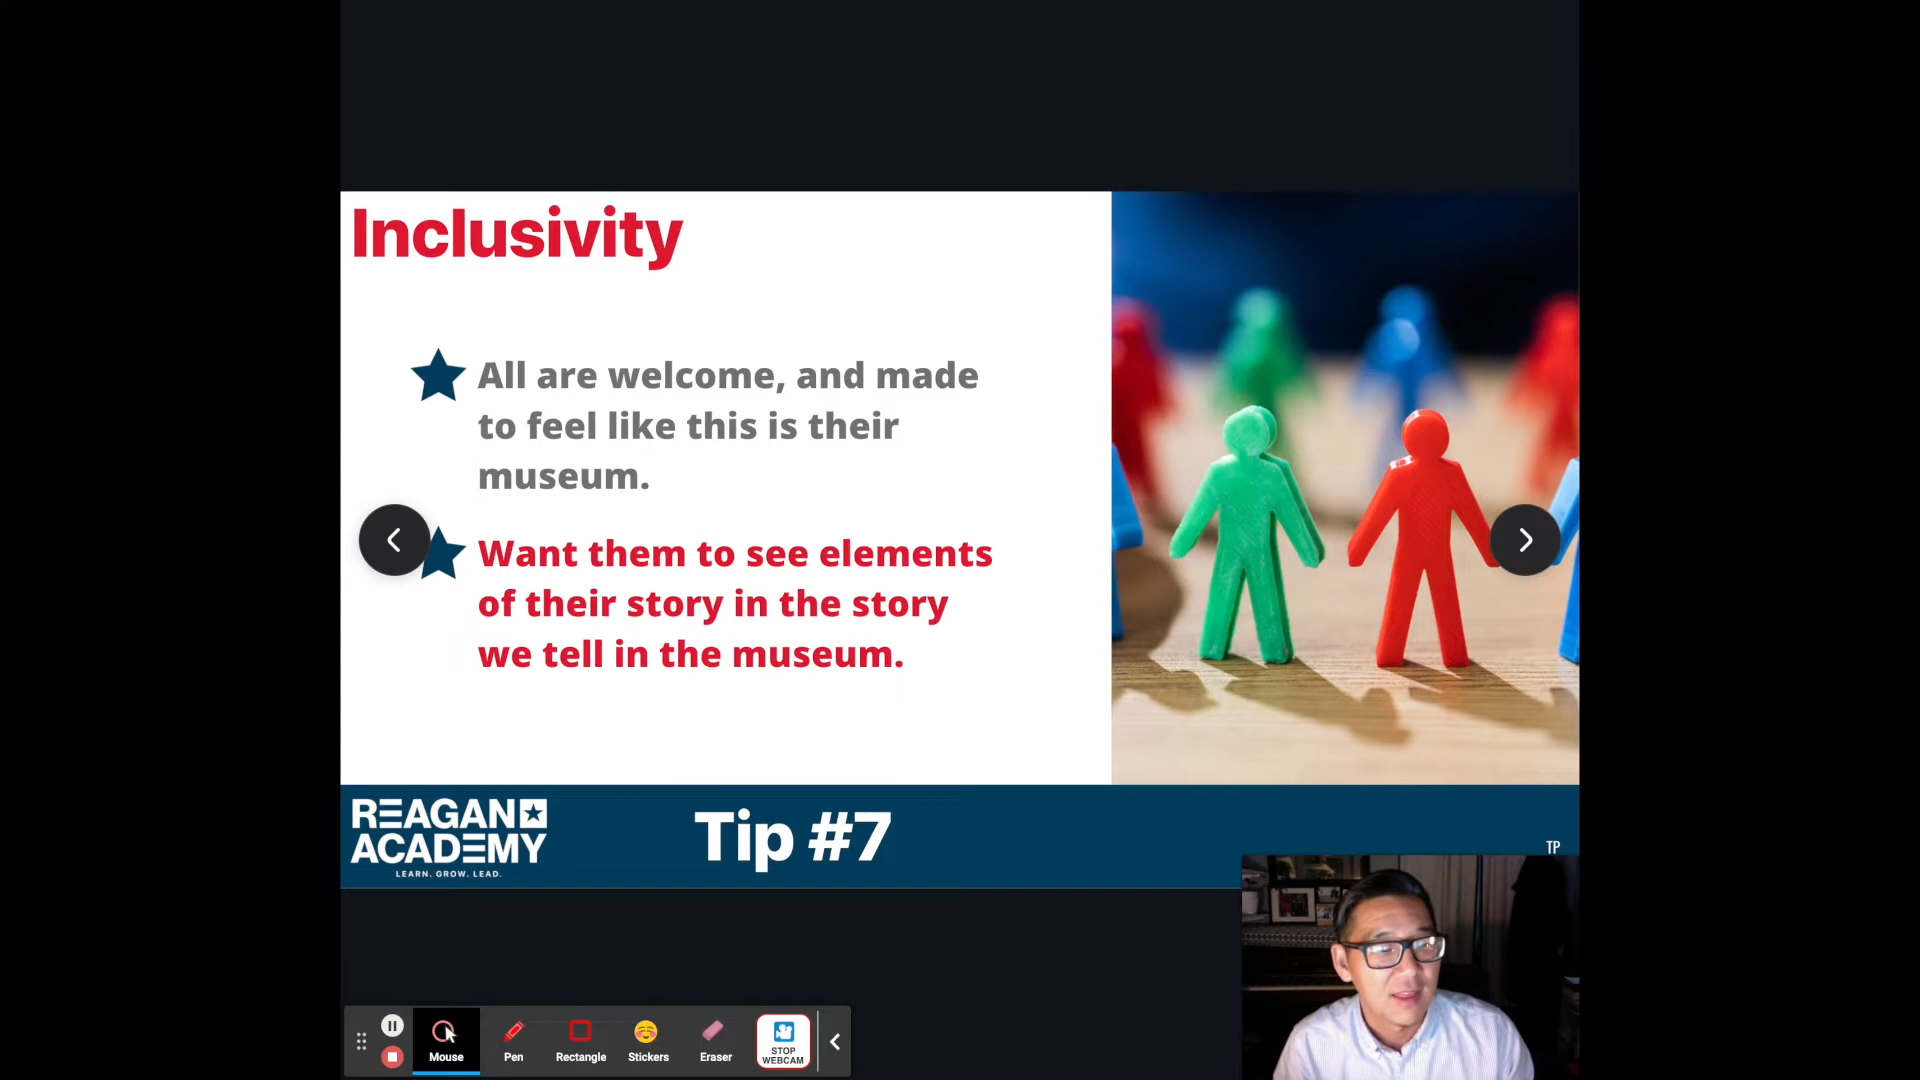 Inclusivity
All are welcome, and made
to feel like this is their
museum.
Want them to see elements
of their story in the story
we tell in the museum.
REAGAN
ACADEMY
LEARN. GROW. LEAD.
Tip #7
TP
Mouse
Pen
Rectangle
Stickers
Eraser
STOP
WEBCAM